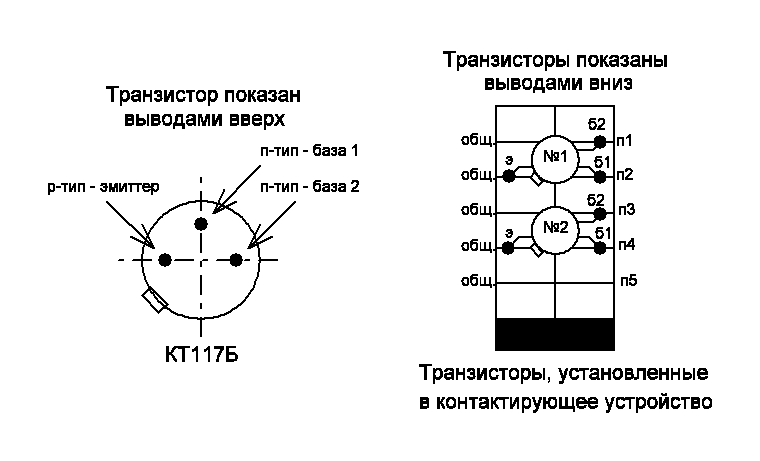 Транзистор показан
выводами вверх
п-тип - база 1
р-тип - эмиттер
п-тип - база 2
КТ117Б
Транзисторы показаны
выводами вниз
б2
общ.
№1
п1
э
б1
общ.
п2
б2
общ.
п3
№2
э
б1
общ.
п4
общ.
п5
Транзисторы, установленные
в контактирующее устройство